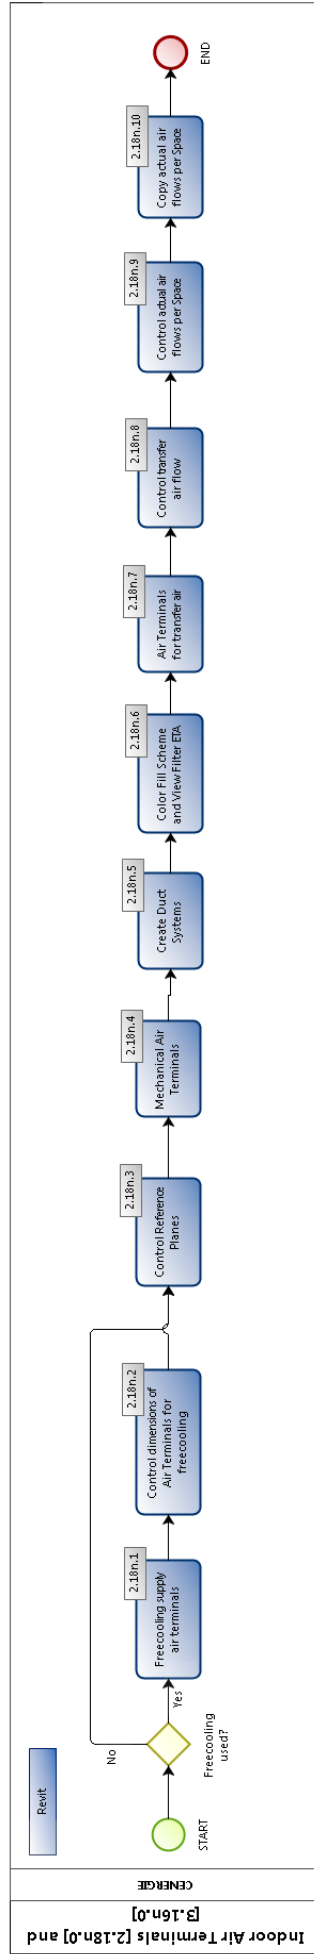 Indoor Air Terminals [2.18n.0] and
[3.16n.0]
CENERGIE
Revit
START
Freecooling
used?
No
Yes
2.18n.1
Freecooling supply
air terminals
2.18n.2
Control dimensions of
Air Terminals for
freecooling
2.18n.3
Control Reference
Planes
2.18n.4
Mechanical Air
Terminals
2.18n.5
Create Duct
Systems
2.18n.6
Color Fill Scheme
and View Filter ETA
2.18n.7
Air Terminals
for transfer air
2.18n.8
Control transfer
air flow
2.18n.9
Control actual air
flows per Space
2.18n.10
Copy actual air
flows per Space
END